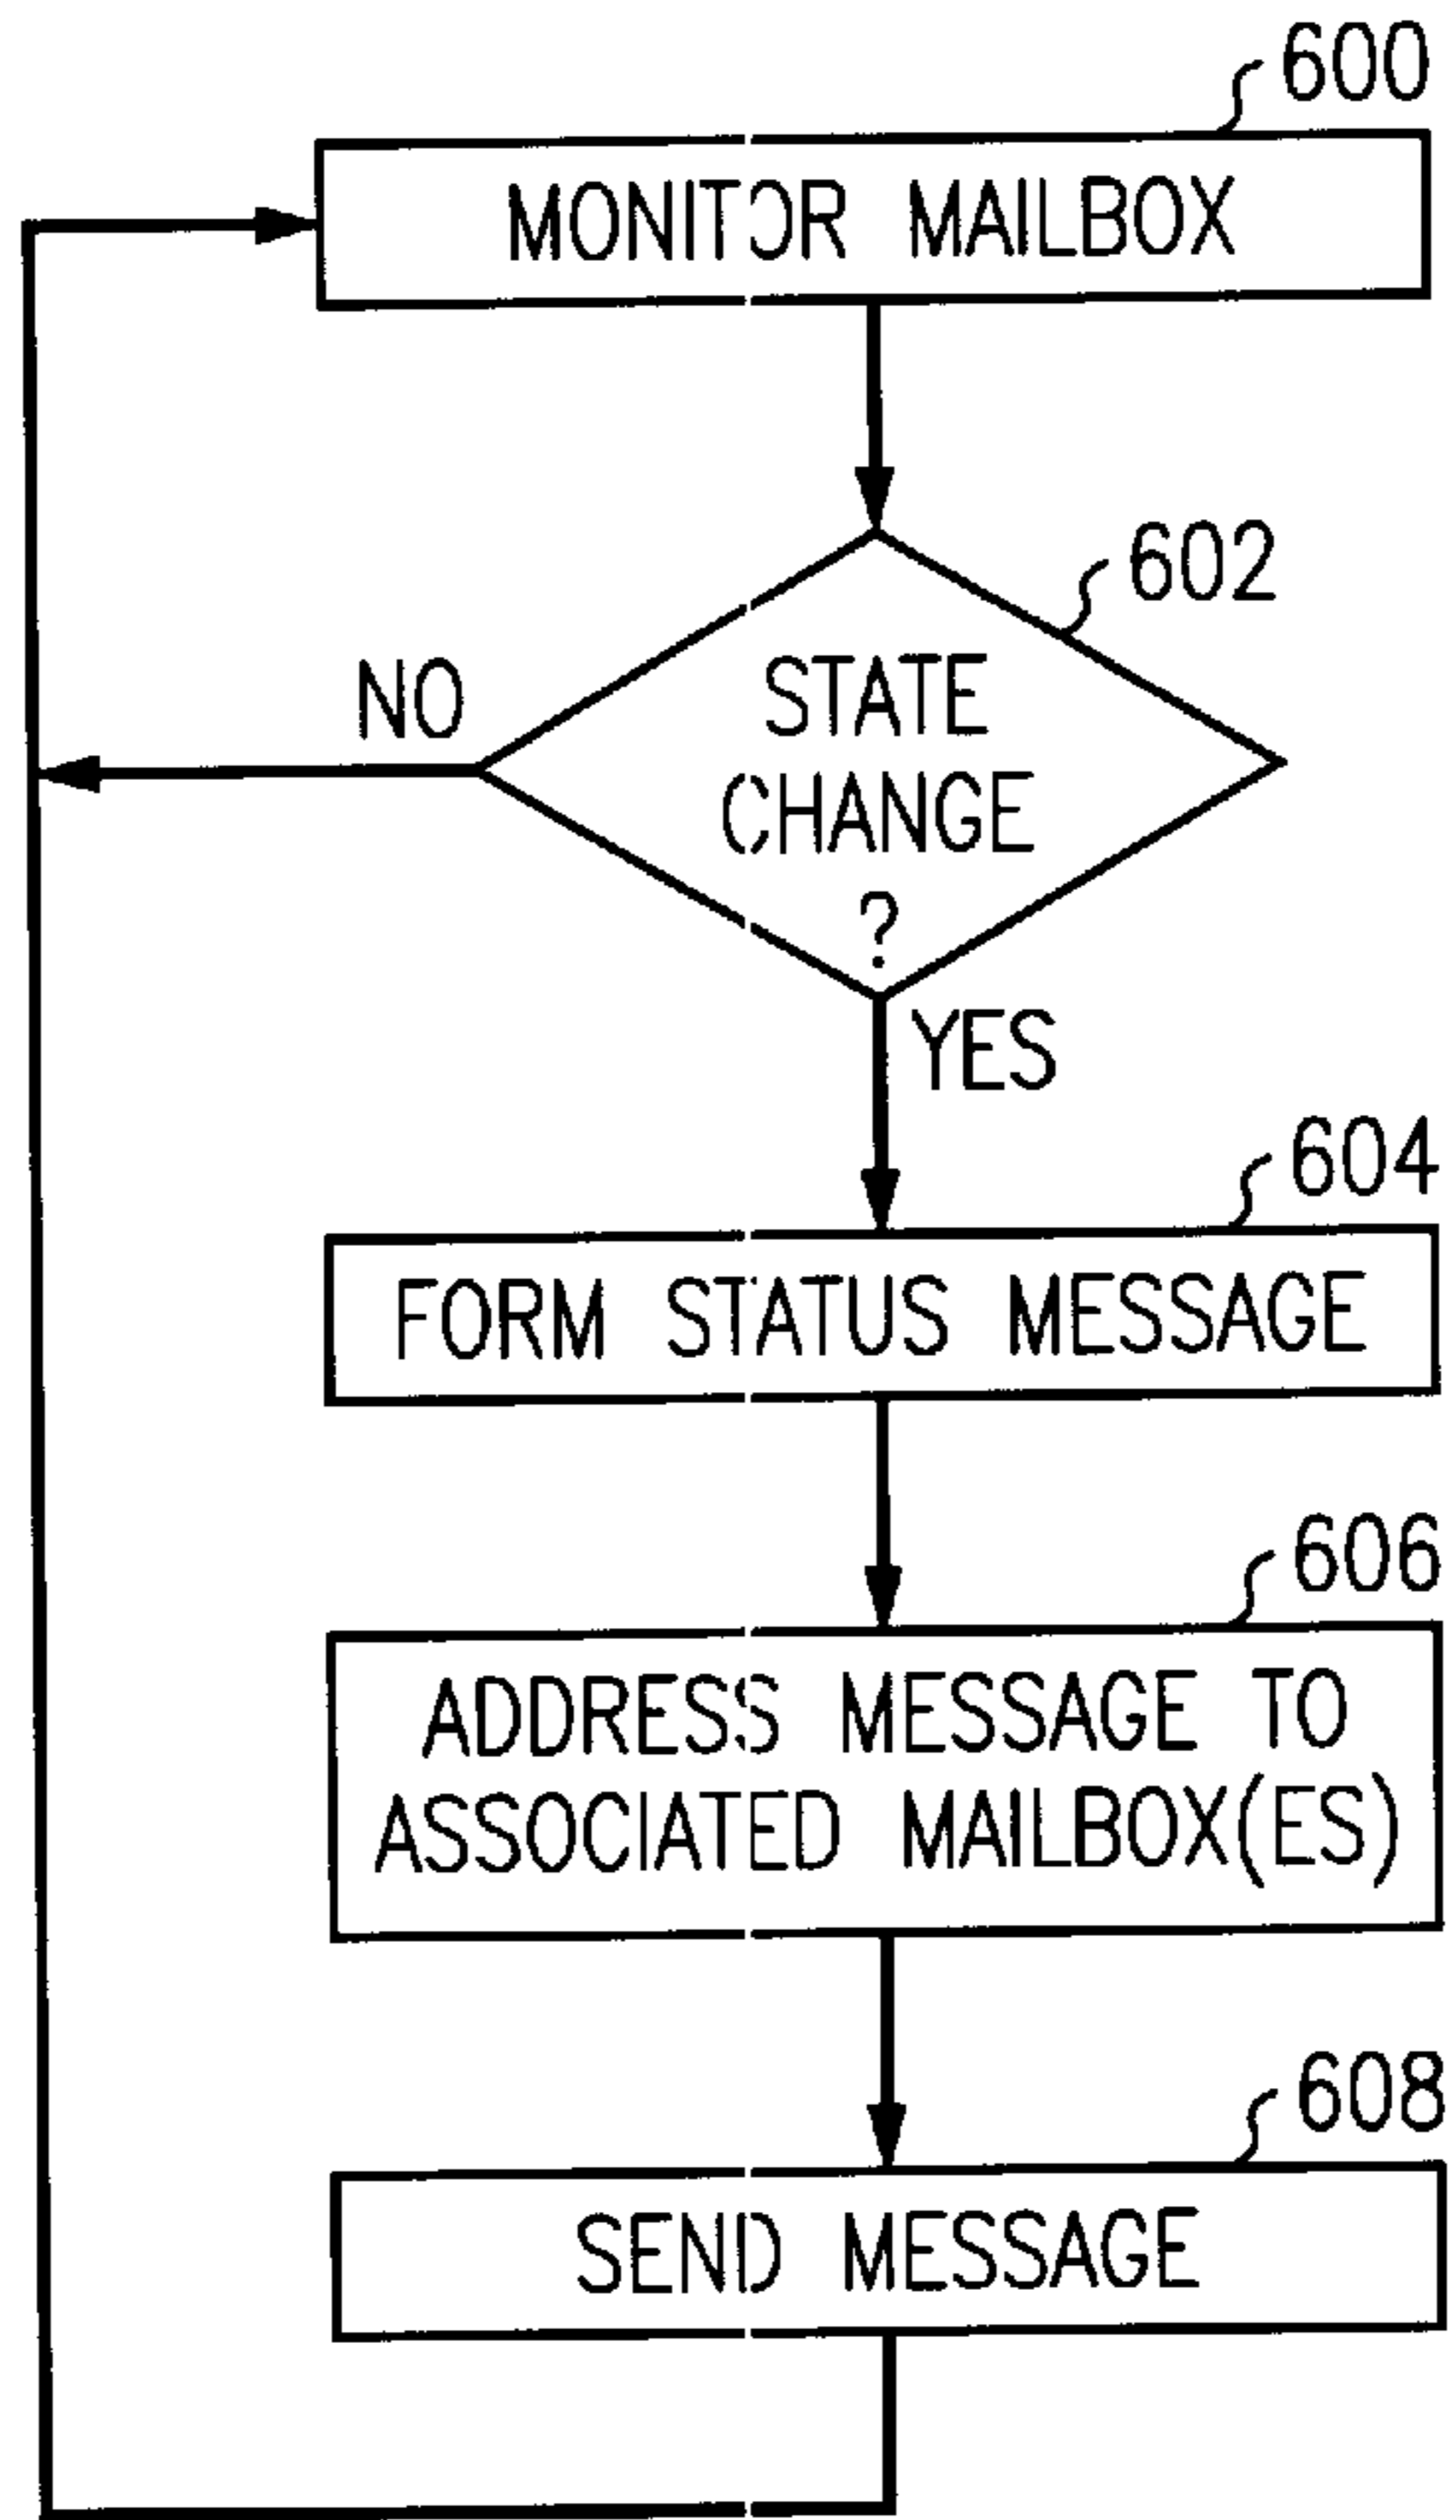 600
MONITOR MAILBOX
602
STATE
CHANGE
?
NO
YES
604
FORM STATUS MESSAGE
606
ADDRESS MESSAGE TO
ASSOCIATED MAILBOX(ES)
608
SEND MESSAGE